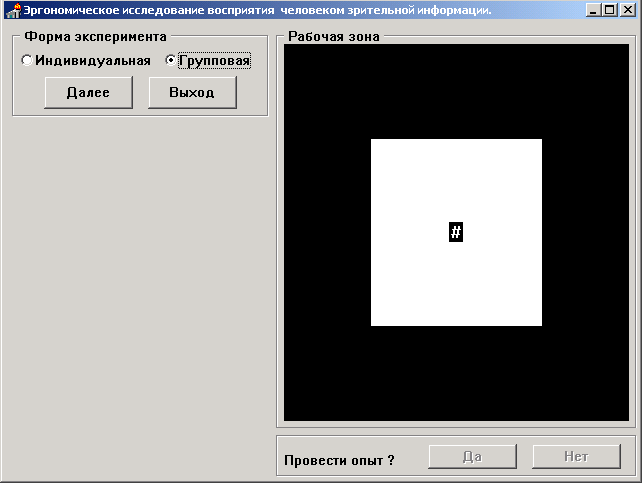 Эргономическое исследование восприятия человеком зрительной информации.
Форма эксперимента
Индивидуальная Групповая
Далее Выход
Рабочая зона
#
Провести опыт ? Да Нет